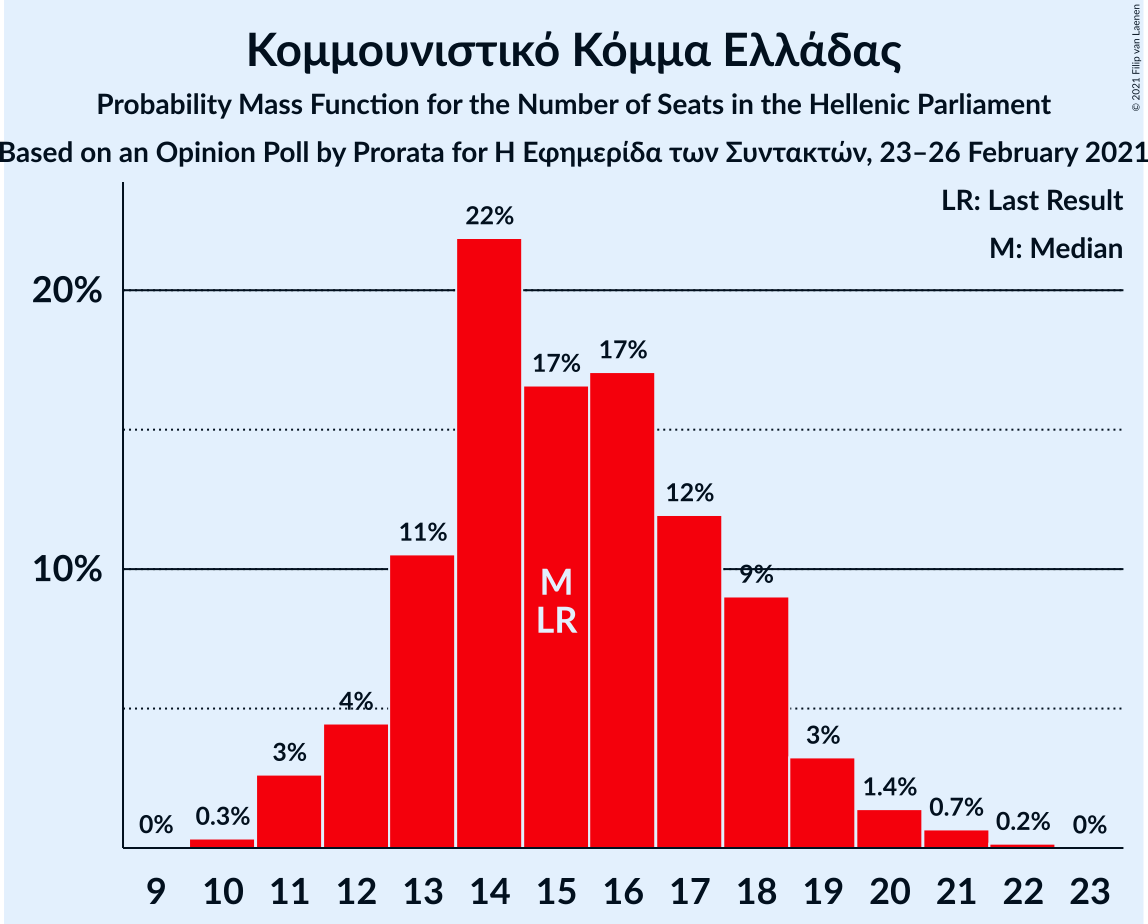 Κομμουνιστικό Κόμμα Ελλάδας
Probability Mass Function for the Number of Seats in the Hellenic Parliament
Based on an Opinion Poll by Prorata for Η Εφημερίδα των Συντακτών, 23–26 February 2021
© 2021 Filip van Laenen
LR: Last Result
M: Median
22%
20%
17%
17%
12%
11%
10%
9%
M
LR
4%
3%
3%
1.4%
0.7%
0.3%
0.2%
0%
0%
9 10 11 12 13 14 15 16 17 18 19 20 21 22 23